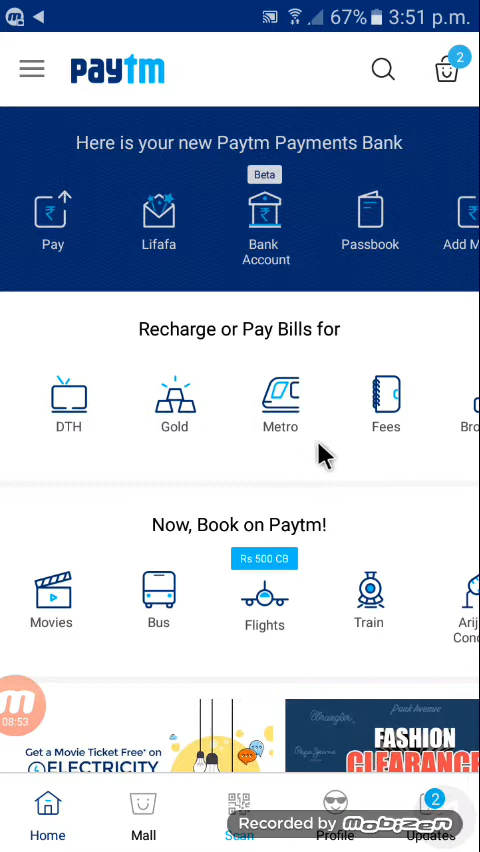 67% 3:51 p.m.
paytm
2
Here is your new Paytm Payments Bank
Beta
Pay
Lifafa
Bank Account
Passbook
Add M
Recharge or Pay Bills for
DTH
Gold
Metro
Fees
Bro
Now, Book on Paytm!
Rs 500 CB
Movies
Bus
Flights
Train
Arij
Conc
08:53
Get a Movie Ticket Free* on
ELECTRICITY
Wrangler
Park Avenue
Pepe Jeans
FASHION
CLEARANCE
2
Home
Mall
Scan
Profile
Updates
Recorded by mobizen